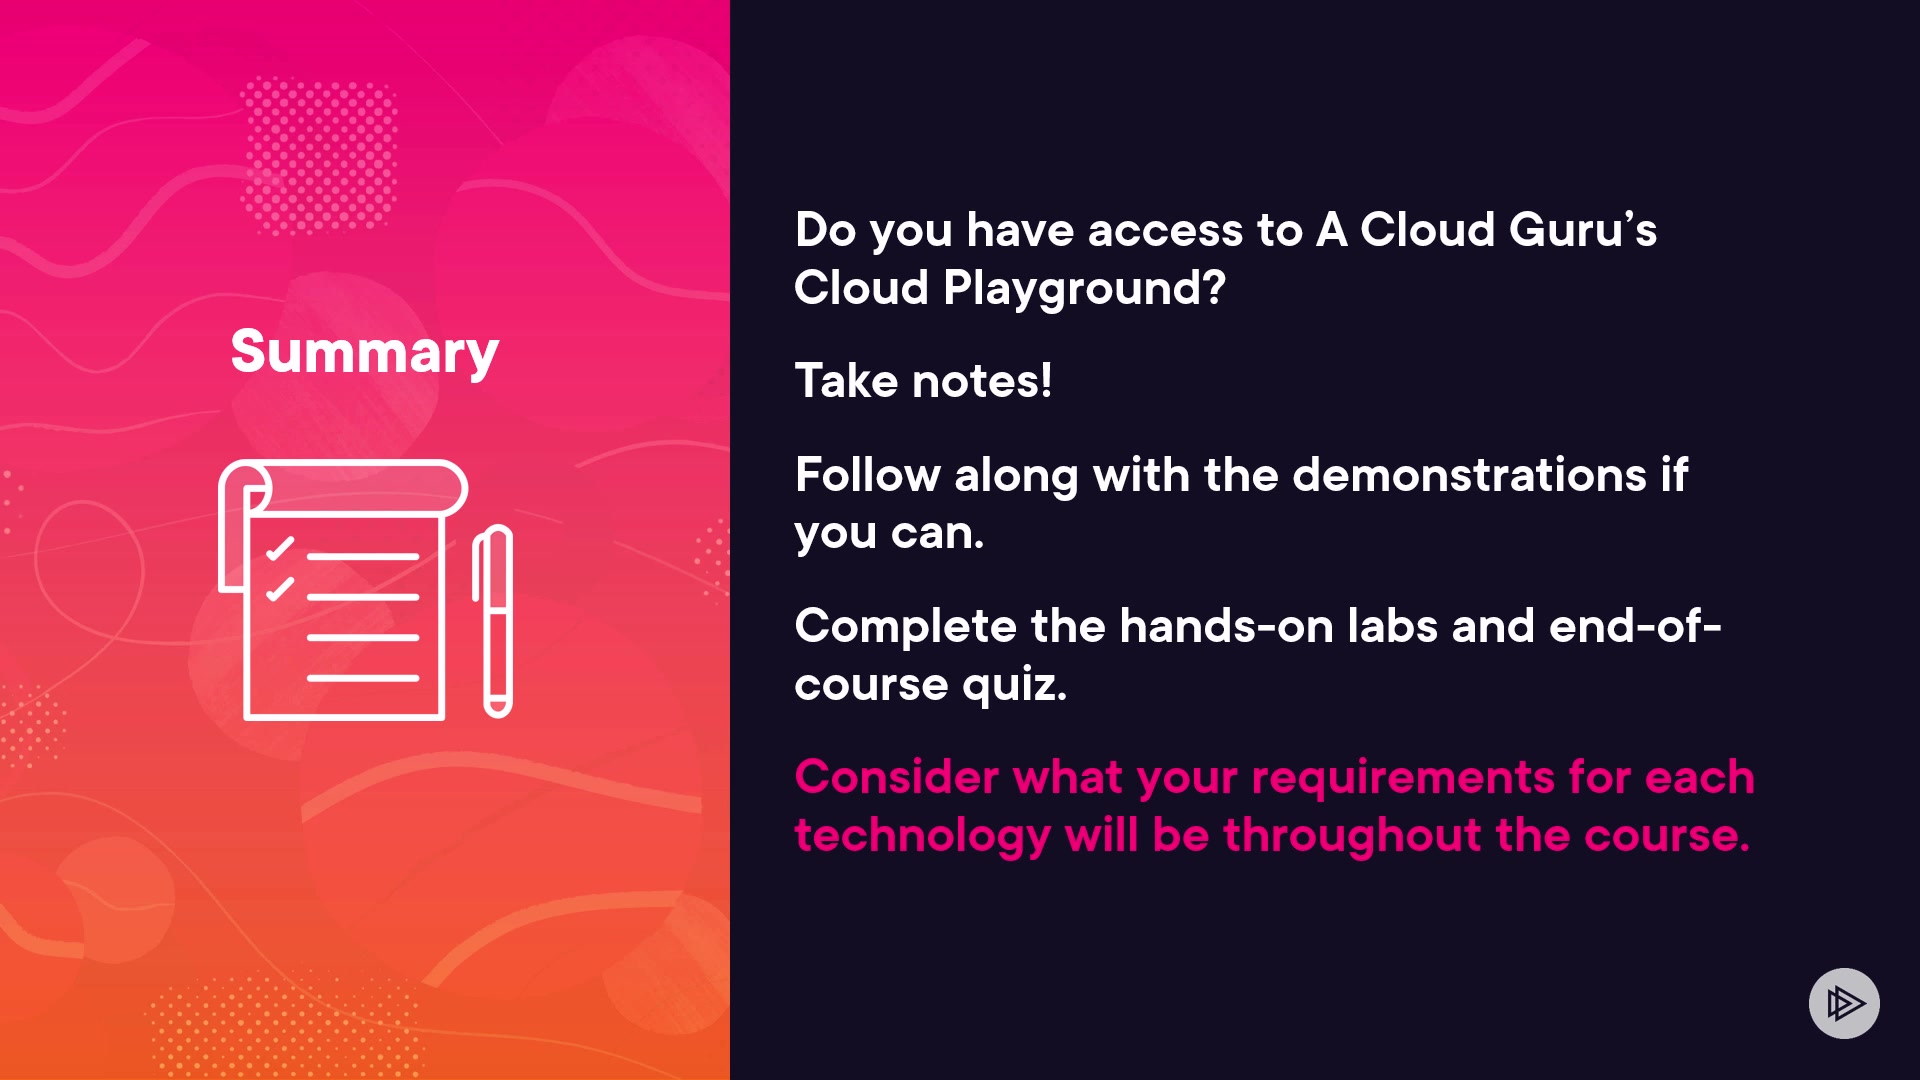 Summary
Do you have access to A Cloud Guru’s
Cloud Playground?
Take notes!
Follow along with the demonstrations if
you can.
Complete the hands-on labs and end-of-
course quiz.
Consider what your requirements for each
technology will be throughout the course.